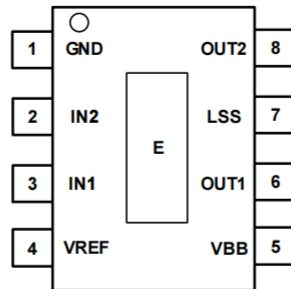 1 GND OUT2 8
2 IN2 LSS 7
E
3 IN1 OUT1 6
4 VREF VBB 5